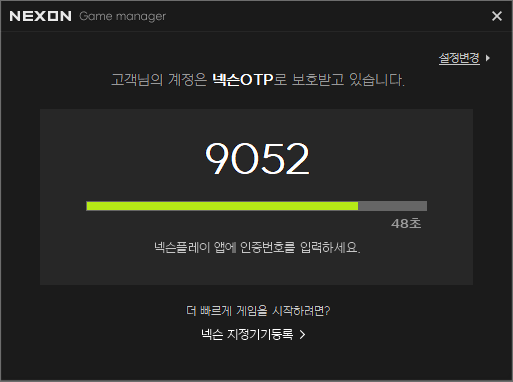 NEXON Game manager
설정변경
고객님의 계정은 넥슨OTP로 보호받고 있습니다.
9052
48초
넥슨플레이 앱에 인증번호를 입력하세요.
더 빠르게 게임을 시작하려면?
넥슨 지정기기등록 >